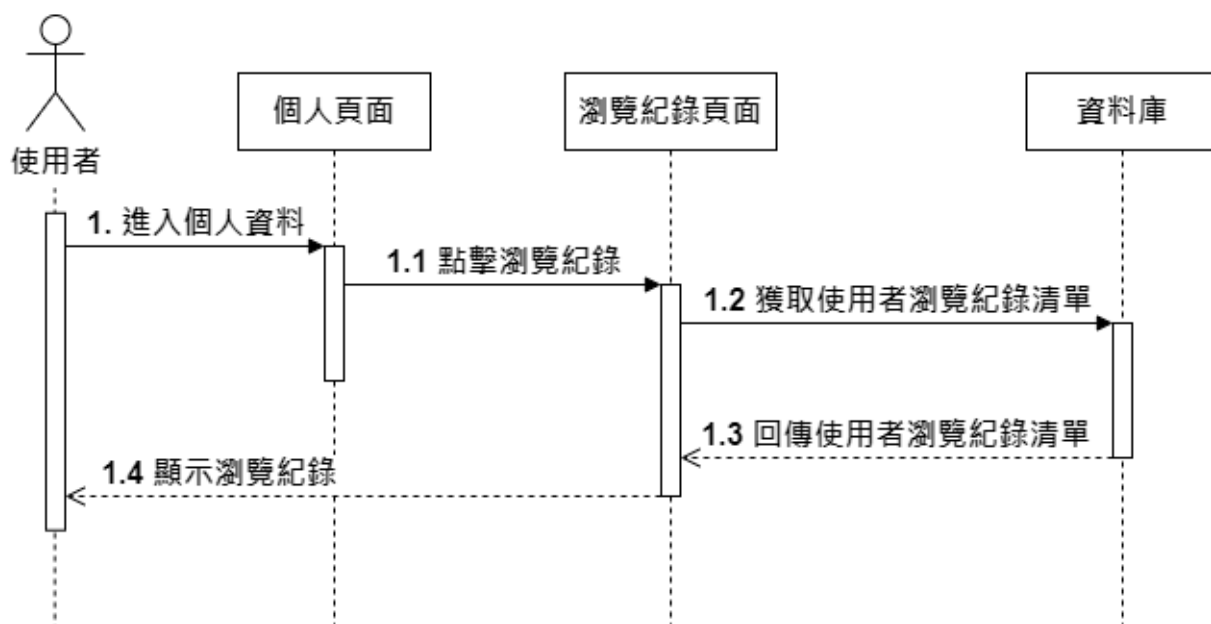 個人頁面
瀏覽紀錄頁面
資料庫
使用者
1. 進入個人資料
1.1 點擊瀏覽紀錄
1.2 獲取使用者瀏覽紀錄清單
1.3 回傳使用者瀏覽紀錄清單
1.4 顯示瀏覽紀錄